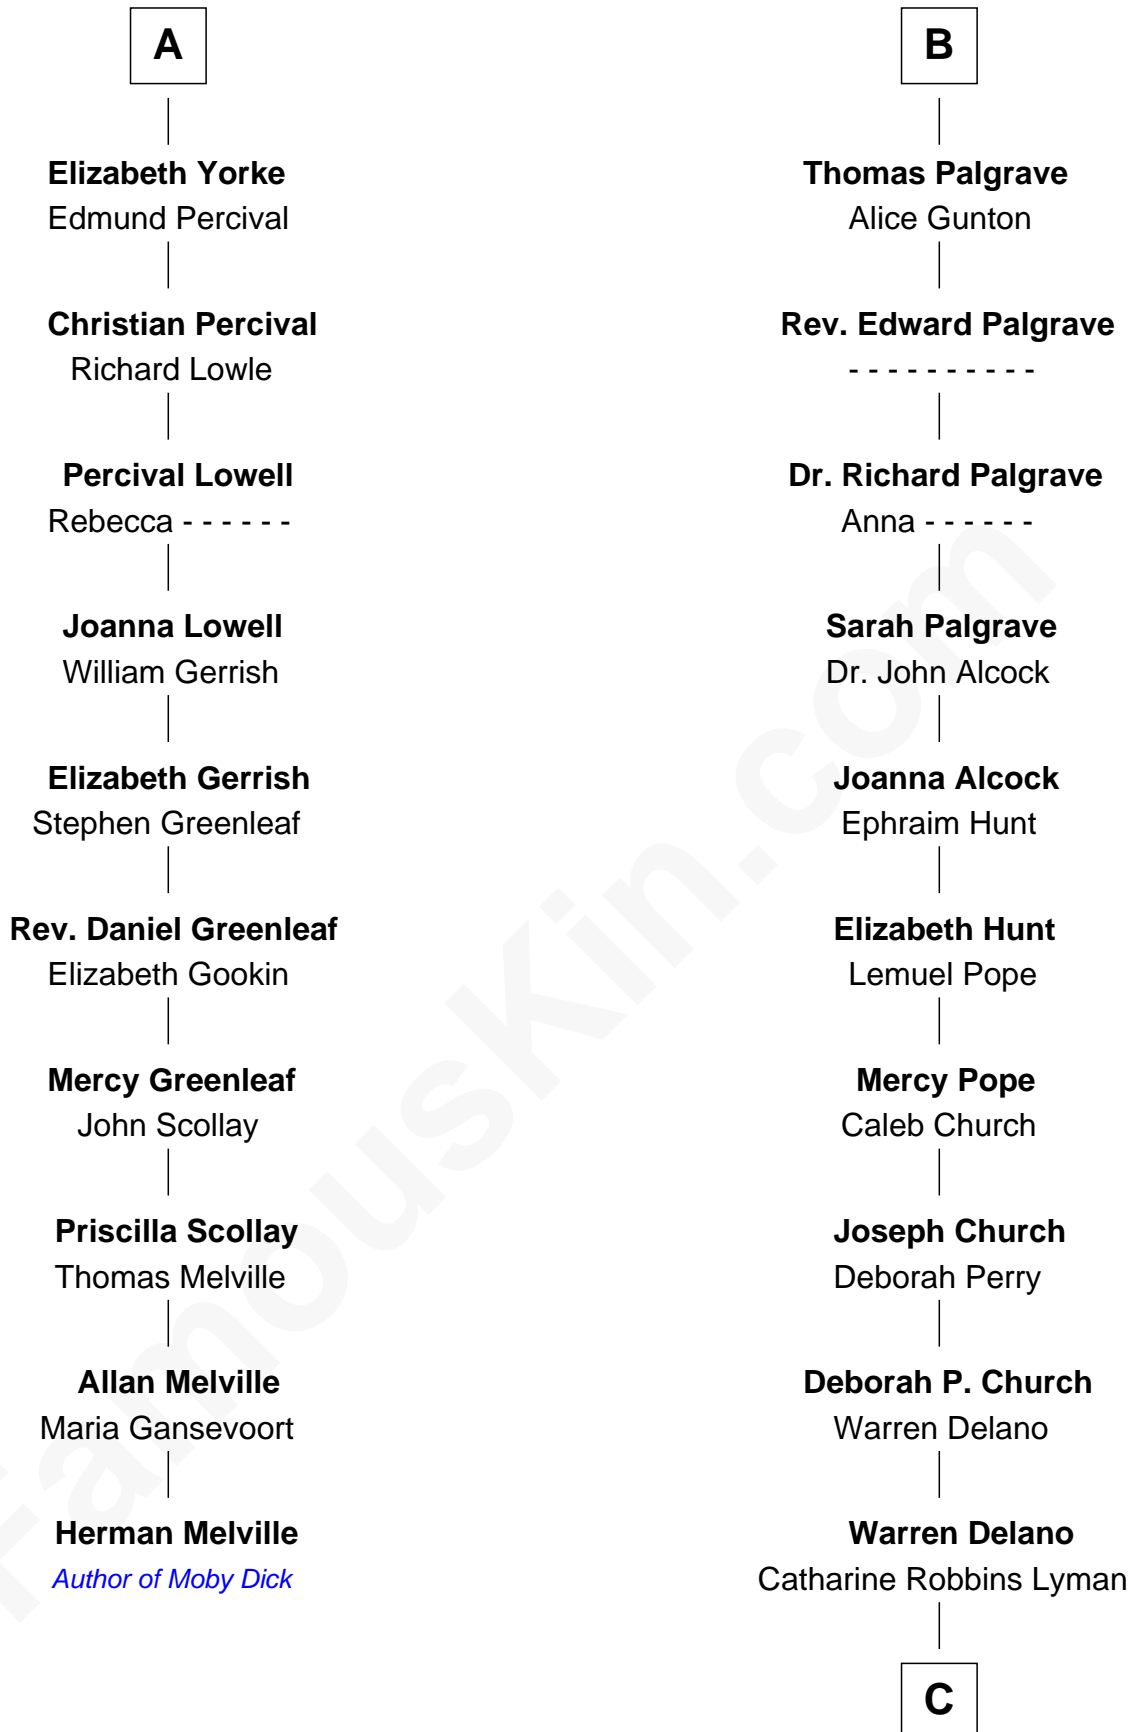 A
Elizabeth Yorke
Edmund Percival
Christian Percival
Richard Lowle
Percival Lowell
Rebecca - - - - - -
Joanna Lowell
William Gerrish
Elizabeth Gerrish
Stephen Greenleaf
Rev. Daniel Greenleaf
Elizabeth Gookin
Mercy Greenleaf
John Scollay
Priscilla Scollay
Thomas Melville
Allan Melville
Maria Gansevoort
Herman Melville
Author of Moby Dick
B
Thomas Palgrave
Alice Gunton
Rev. Edward Palgrave
- - - - - - - - - -
Dr. Richard Palgrave
Anna - - - - - -
Sarah Palgrave
Dr. John Alcock
Joanna Alcock
Ephraim Hunt
Elizabeth Hunt
Lemuel Pope
Mercy Pope
Caleb Church
Joseph Church
Deborah Perry
Deborah P. Church
Warren Delano
Warren Delano
Catharine Robbins Lyman
C
FamousKin.com